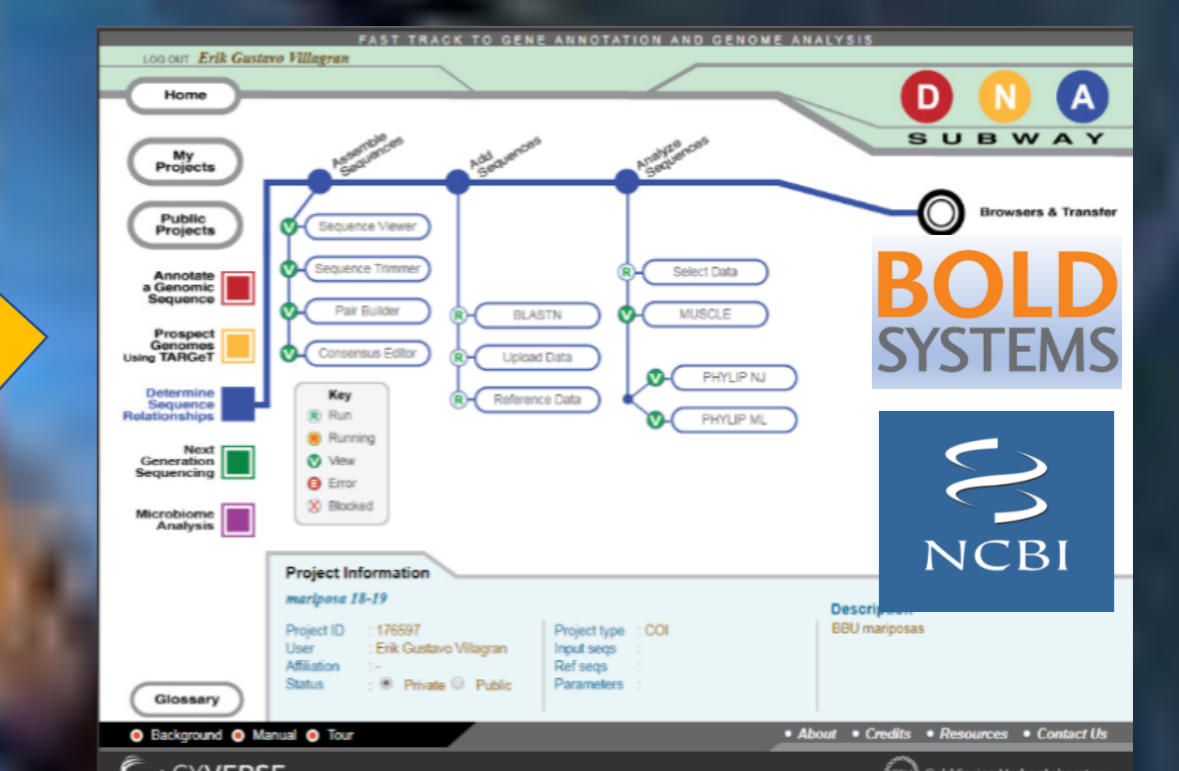 FAST TRACK TO GENE ANNOTATION AND GENOME ANALYSIS
LOG OUT Erik Gustavo Villagran
Home
D N A
SUBWAY
My
Projects
Public
Projects
Assemble
Sequences
Add
Sequences
Analyze
Sequences
Browsers & Transfer
Sequence Viewer
Sequence Trimmer
Pair Builder
Consensus Editor
BLASTN
Upload Data
Reference Data
Select Data
MUSCLE
PHYLIP NJ
PHYLIP ML
Annotate
a Genomic
Sequence
Prospect
Genomes
Using TARGeT
Determine
Sequence
Relationships
Next
Generation
Sequencing
Microbiome
Analysis
Key
R Run
R Running
V View
E Error
X Blocked
BOLD
SYSTEMS
NCBI
Project Information
mariposa 18-19
Project ID : 176597
User : Erik Gustavo Villagran
Affiliation : -
Status : Private Public
Project type : COI
Input seqs :
Ref seqs :
Parameters :
Description
BBU mariposas
Glossary
Background Manual Tour
• About • Credits • Resources • Contact Us
CYVERSE